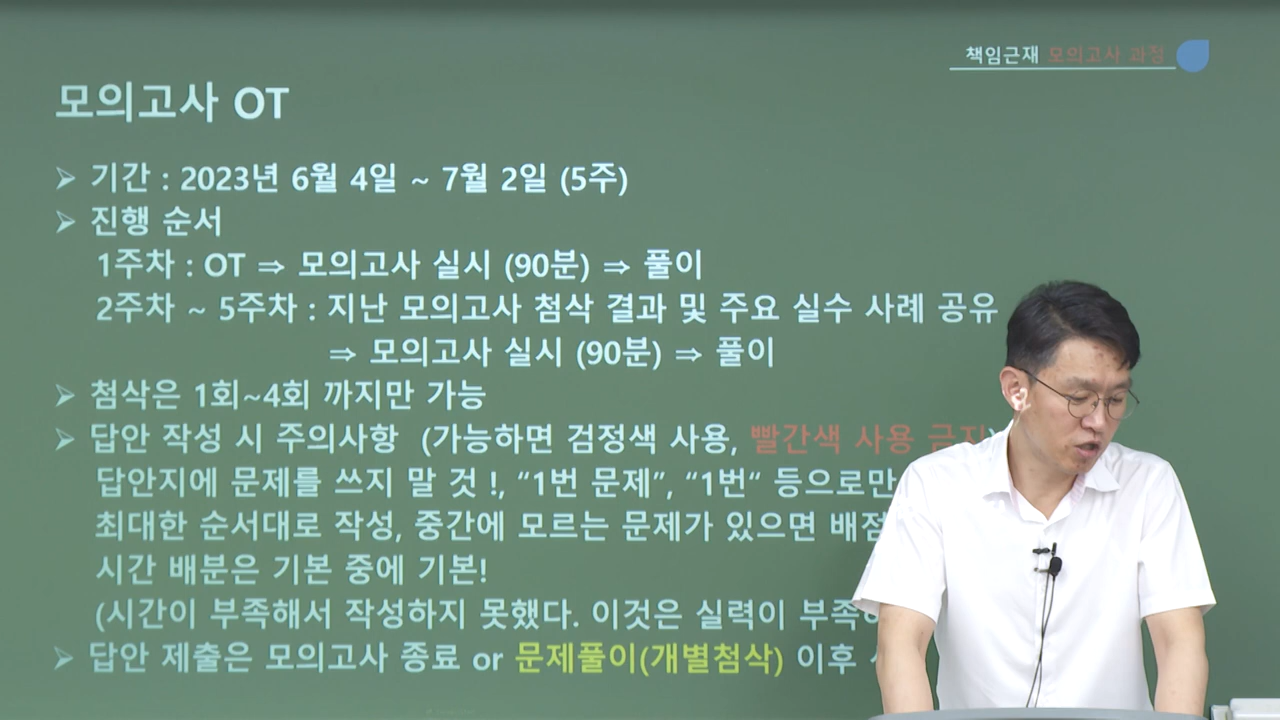 책임근재 모의고사 과정
모의고사 OT
➢ 기간 : 2023년 6월 4일 ~ 7월 2일 (5주)
➢ 진행 순서
1주차 : OT ⇒ 모의고사 실시 (90분) ⇒ 풀이
2주차 ~ 5주차 : 지난 모의고사 첨삭 결과 및 주요 실수 사례 공유
⇒ 모의고사 실시 (90분) ⇒ 풀이
➢ 첨삭은 1회~4회 까지만 가능
➢ 답안 작성 시 주의사항 (가능하면 검정색 사용, 빨간색 사용 금지)
답안지에 문제를 쓰지 말 것 !, “1번 문제”, “1번“ 등으로만
최대한 순서대로 작성, 중간에 모르는 문제가 있으면 배점
시간 배분은 기본 중에 기본!
(시간이 부족해서 작성하지 못했다. 이것은 실력이
➢ 답안 제출은 모의고사 종료 or 문제풀이(개별첨삭) 이후